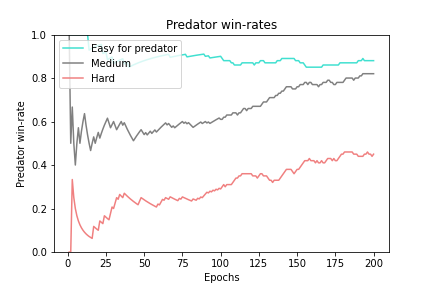 Predator win-rates
Easy for predator
Medium
Hard
Predator win-rate
1.0
0.8
0.6
0.4
0.2
0.0
0 25 50 75 100 125 150 175 200
Epochs